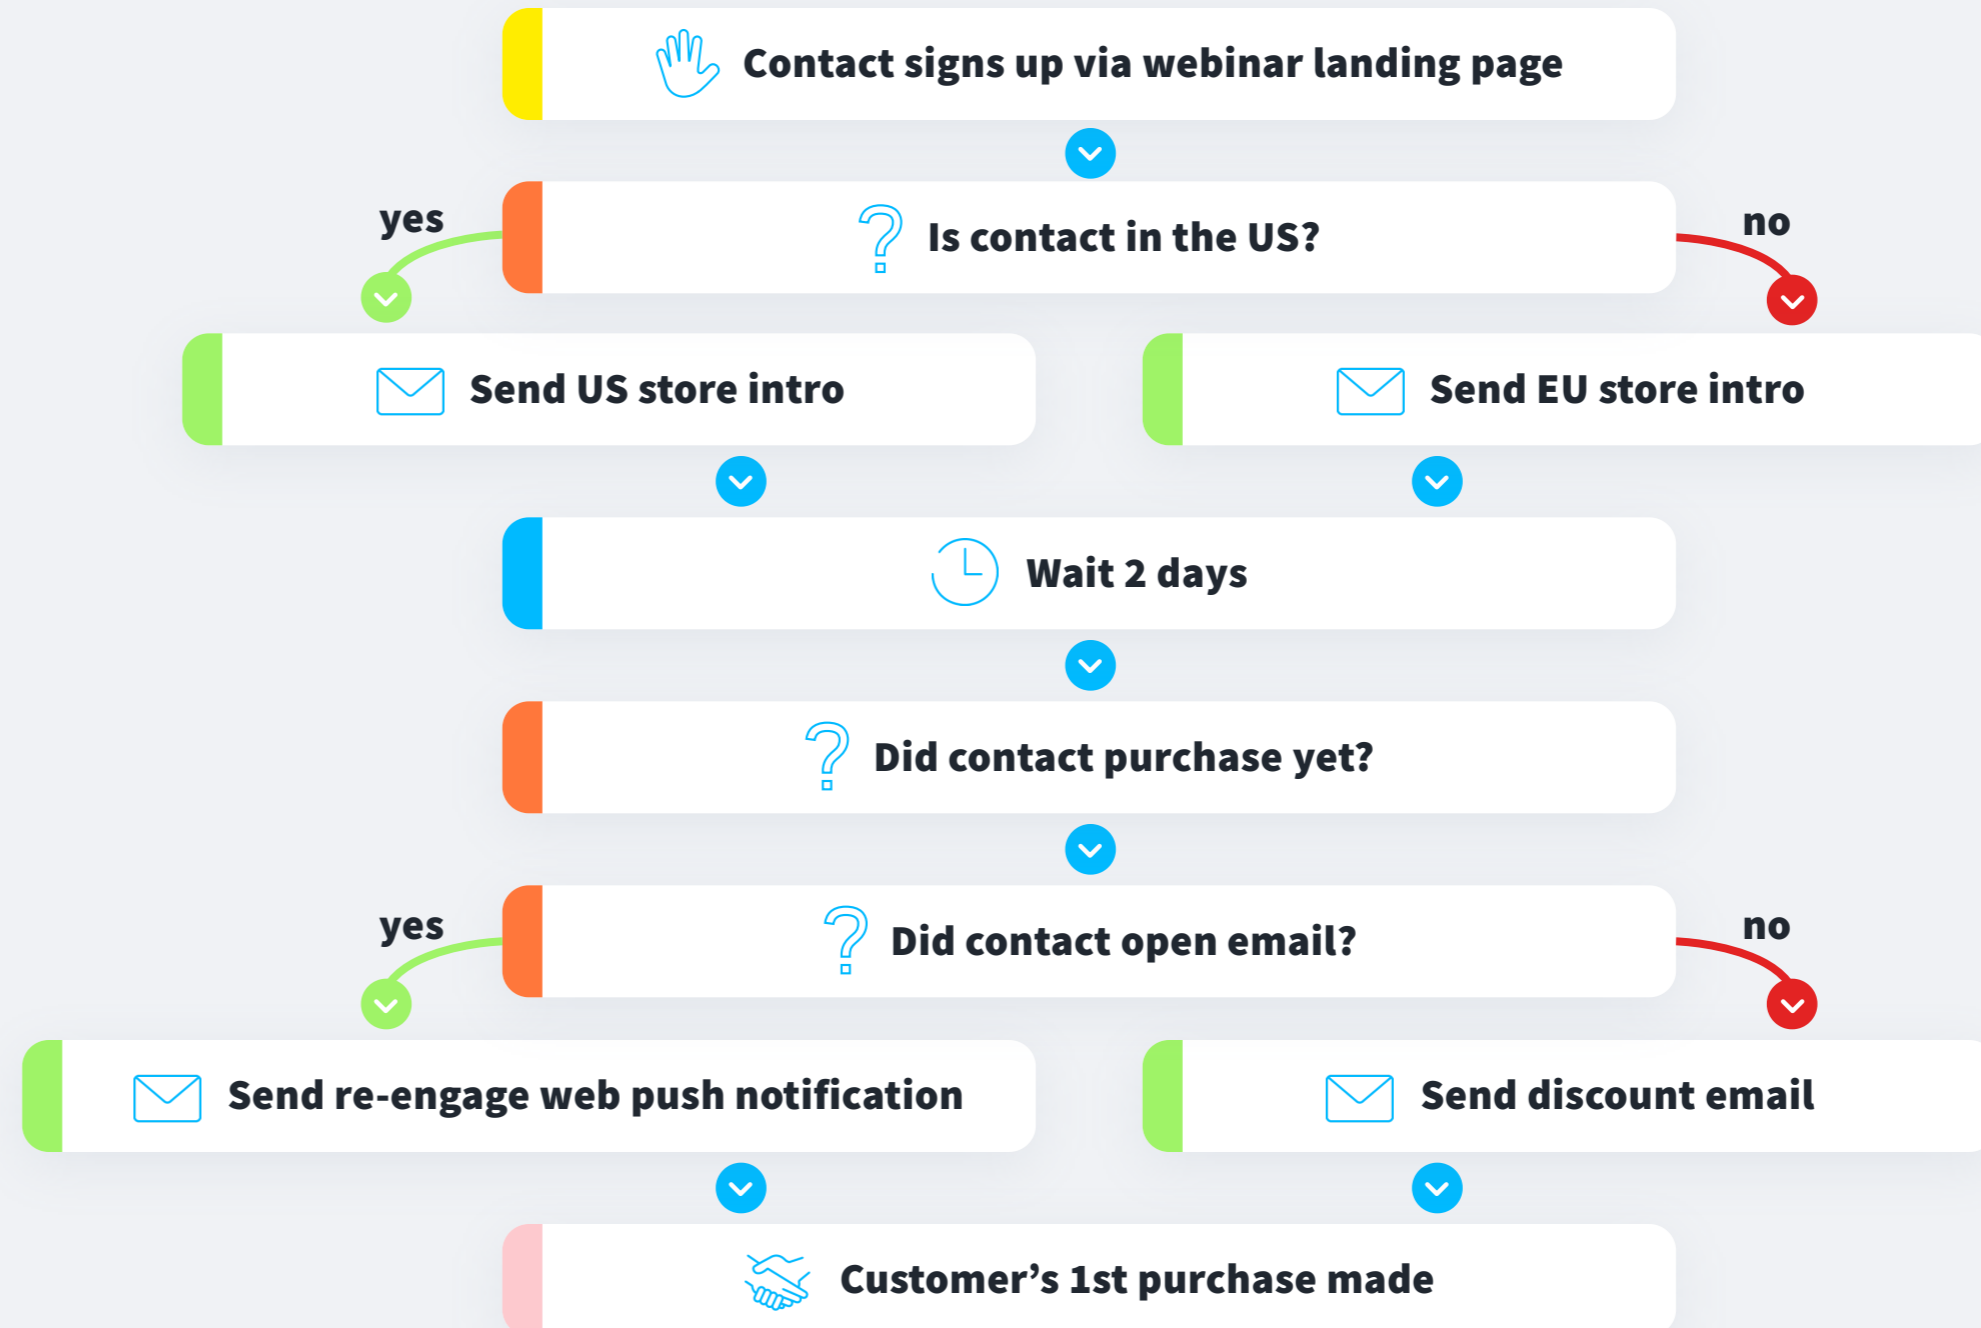 Contact signs up via webinar landing page
yes
Is contact in the US?
no
Send US store intro
Send EU store intro
Wait 2 days
Did contact purchase yet?
yes
Did contact open email?
no
Send re-engage web push notification
Send discount email
Customer’s 1st purchase made